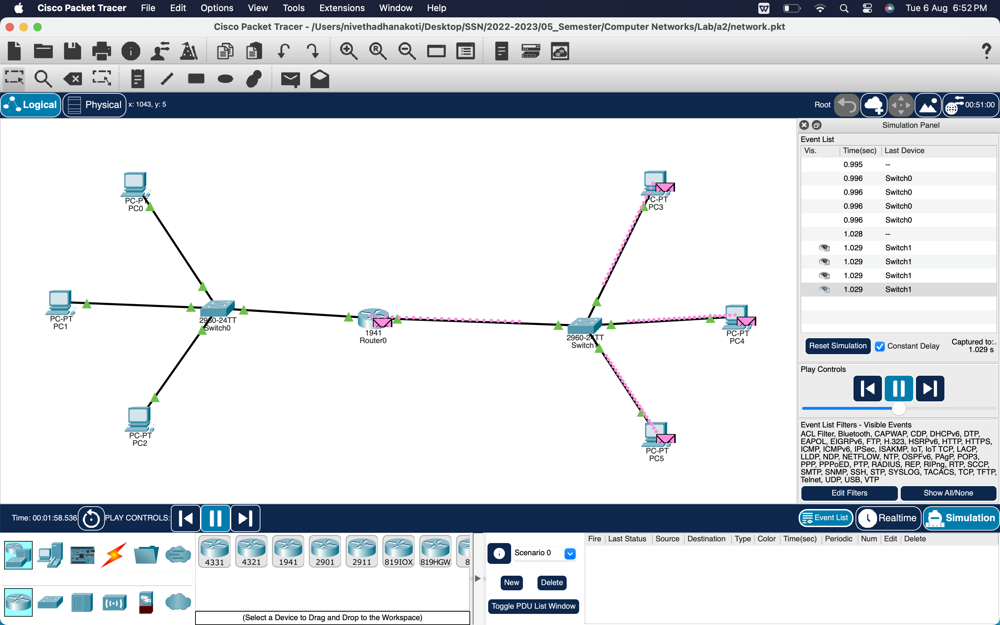 Cisco Packet Tracer File Edit Options View Tools Extensions Window Help Tue 6 Aug 6:52 PM
Cisco Packet Tracer - /Users/nivethadhanakoti/Desktop/SSN/2022-2023/05_Semester/Computer Networks/Lab/a2/network.pkt
Logical Physical x: 1043, y: 5 Root 00:51:00
Simulation Panel
Event List
Vis. Time(sec) Last Device
0.995 --
0.996 Switch0
0.996 Switch0
0.996 Switch0
0.996 Switch0
1.028 --
1.029 Switch1
1.029 Switch1
1.029 Switch1
1.029 Switch1
PC-PT
PC0
PC-PT
PC3
PC-PT
PC1
2960-24TT
Switch0
1941
Router0
2960-24TT
Switch1
PC-PT
PC4
PC-PT
PC2
PC-PT
PC5
Reset Simulation Constant Delay Captured to:*
1.029 s
Play Controls
Event List Filters - Visible Events
ACL Filter, Bluetooth, CAPWAP, CDP, DHCPv6, DTP,
EAPOL, EIGRPv6, FTP, H.323, HSRPv6, HTTP, HTTPS,
ICMP, ICMPv6, IPSec, ISAKMP, IoT, IoT TCP, LACP,
LLDP, NDP, NETFLOW, NTP, OSPFv6, PAgP, POP3,
PPP, PPPoED, PTP, RADIUS, REP, RIPng, RTP, SCCP,
SMTP, SNMP, SSH, STP, SYSLOG, TACACS, TCP, TFTP,
Telnet, UDP, USB, VTP
Edit Filters Show All/None
Time: 00:01:58.536 PLAY CONTROLS: Event List Realtime Simulation
4331 4321 1941 2901 2911 819IOX 819HGW 8
(Select a Device to Drag and Drop to the Workspace)
Scenario 0
New Delete
Toggle PDU List Window
Fire Last Status Source Destination Type Color Time(sec) Periodic Num Edit Delete